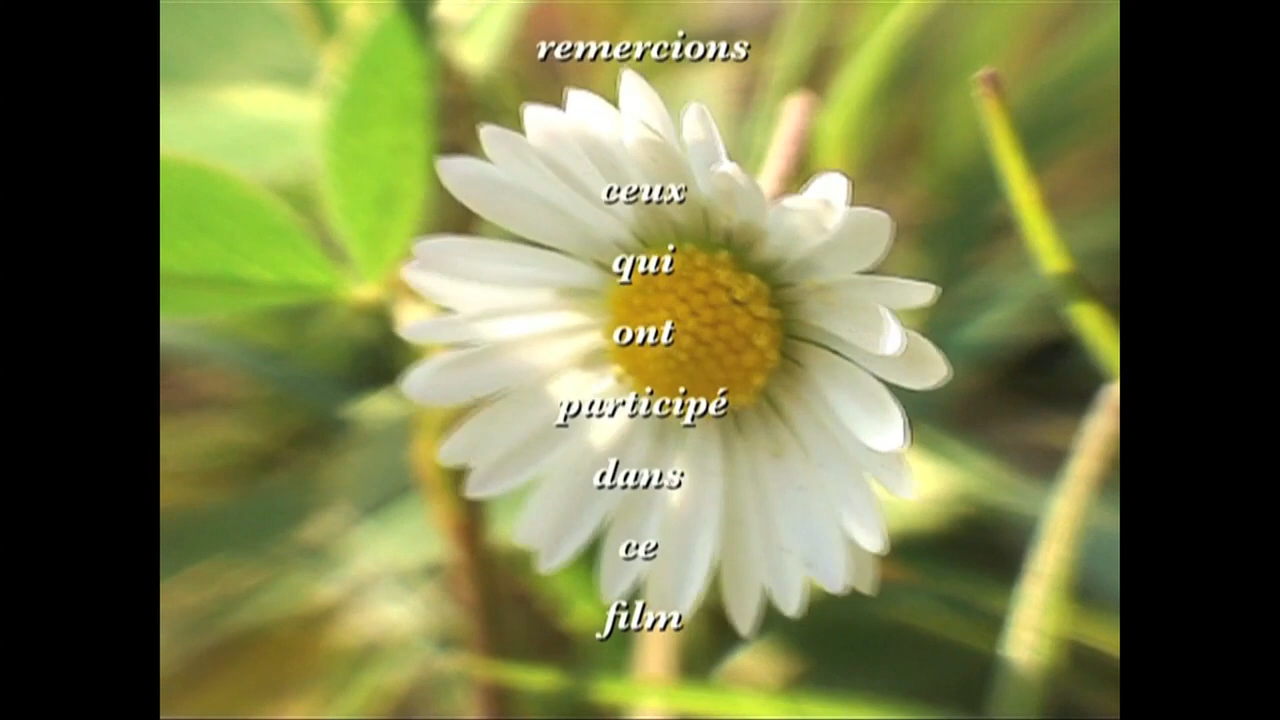 remercions
ceux
qui
ont
participé
dans
ce
film